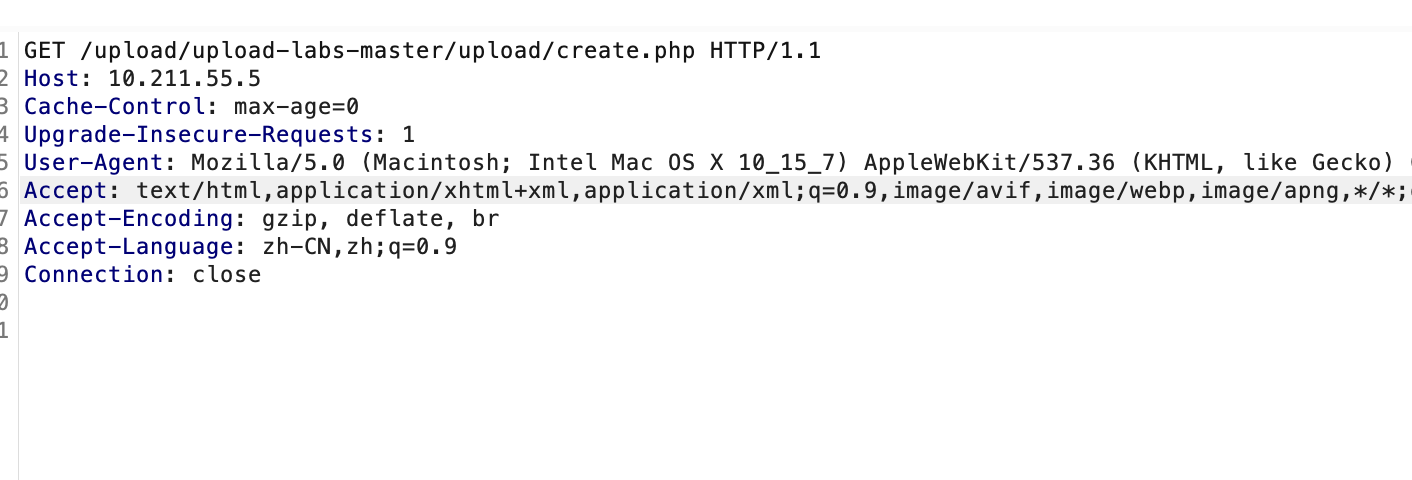 1 GET /upload/upload-labs-master/upload/create.php HTTP/1.1
2 Host: 10.211.55.5
3 Cache-Control: max-age=0
4 Upgrade-Insecure-Requests: 1
5 User-Agent: Mozilla/5.0 (Macintosh; Intel Mac OS X 10_15_7) AppleWebKit/537.36 (KHTML, like Gecko)
6 Accept: text/html,application/xhtml+xml,application/xml;q=0.9,image/avif,image/webp,image/apng,*/*;
7 Accept-Encoding: gzip, deflate, br
8 Accept-Language: zh-CN,zh;q=0.9
9 Connection: close
0
1